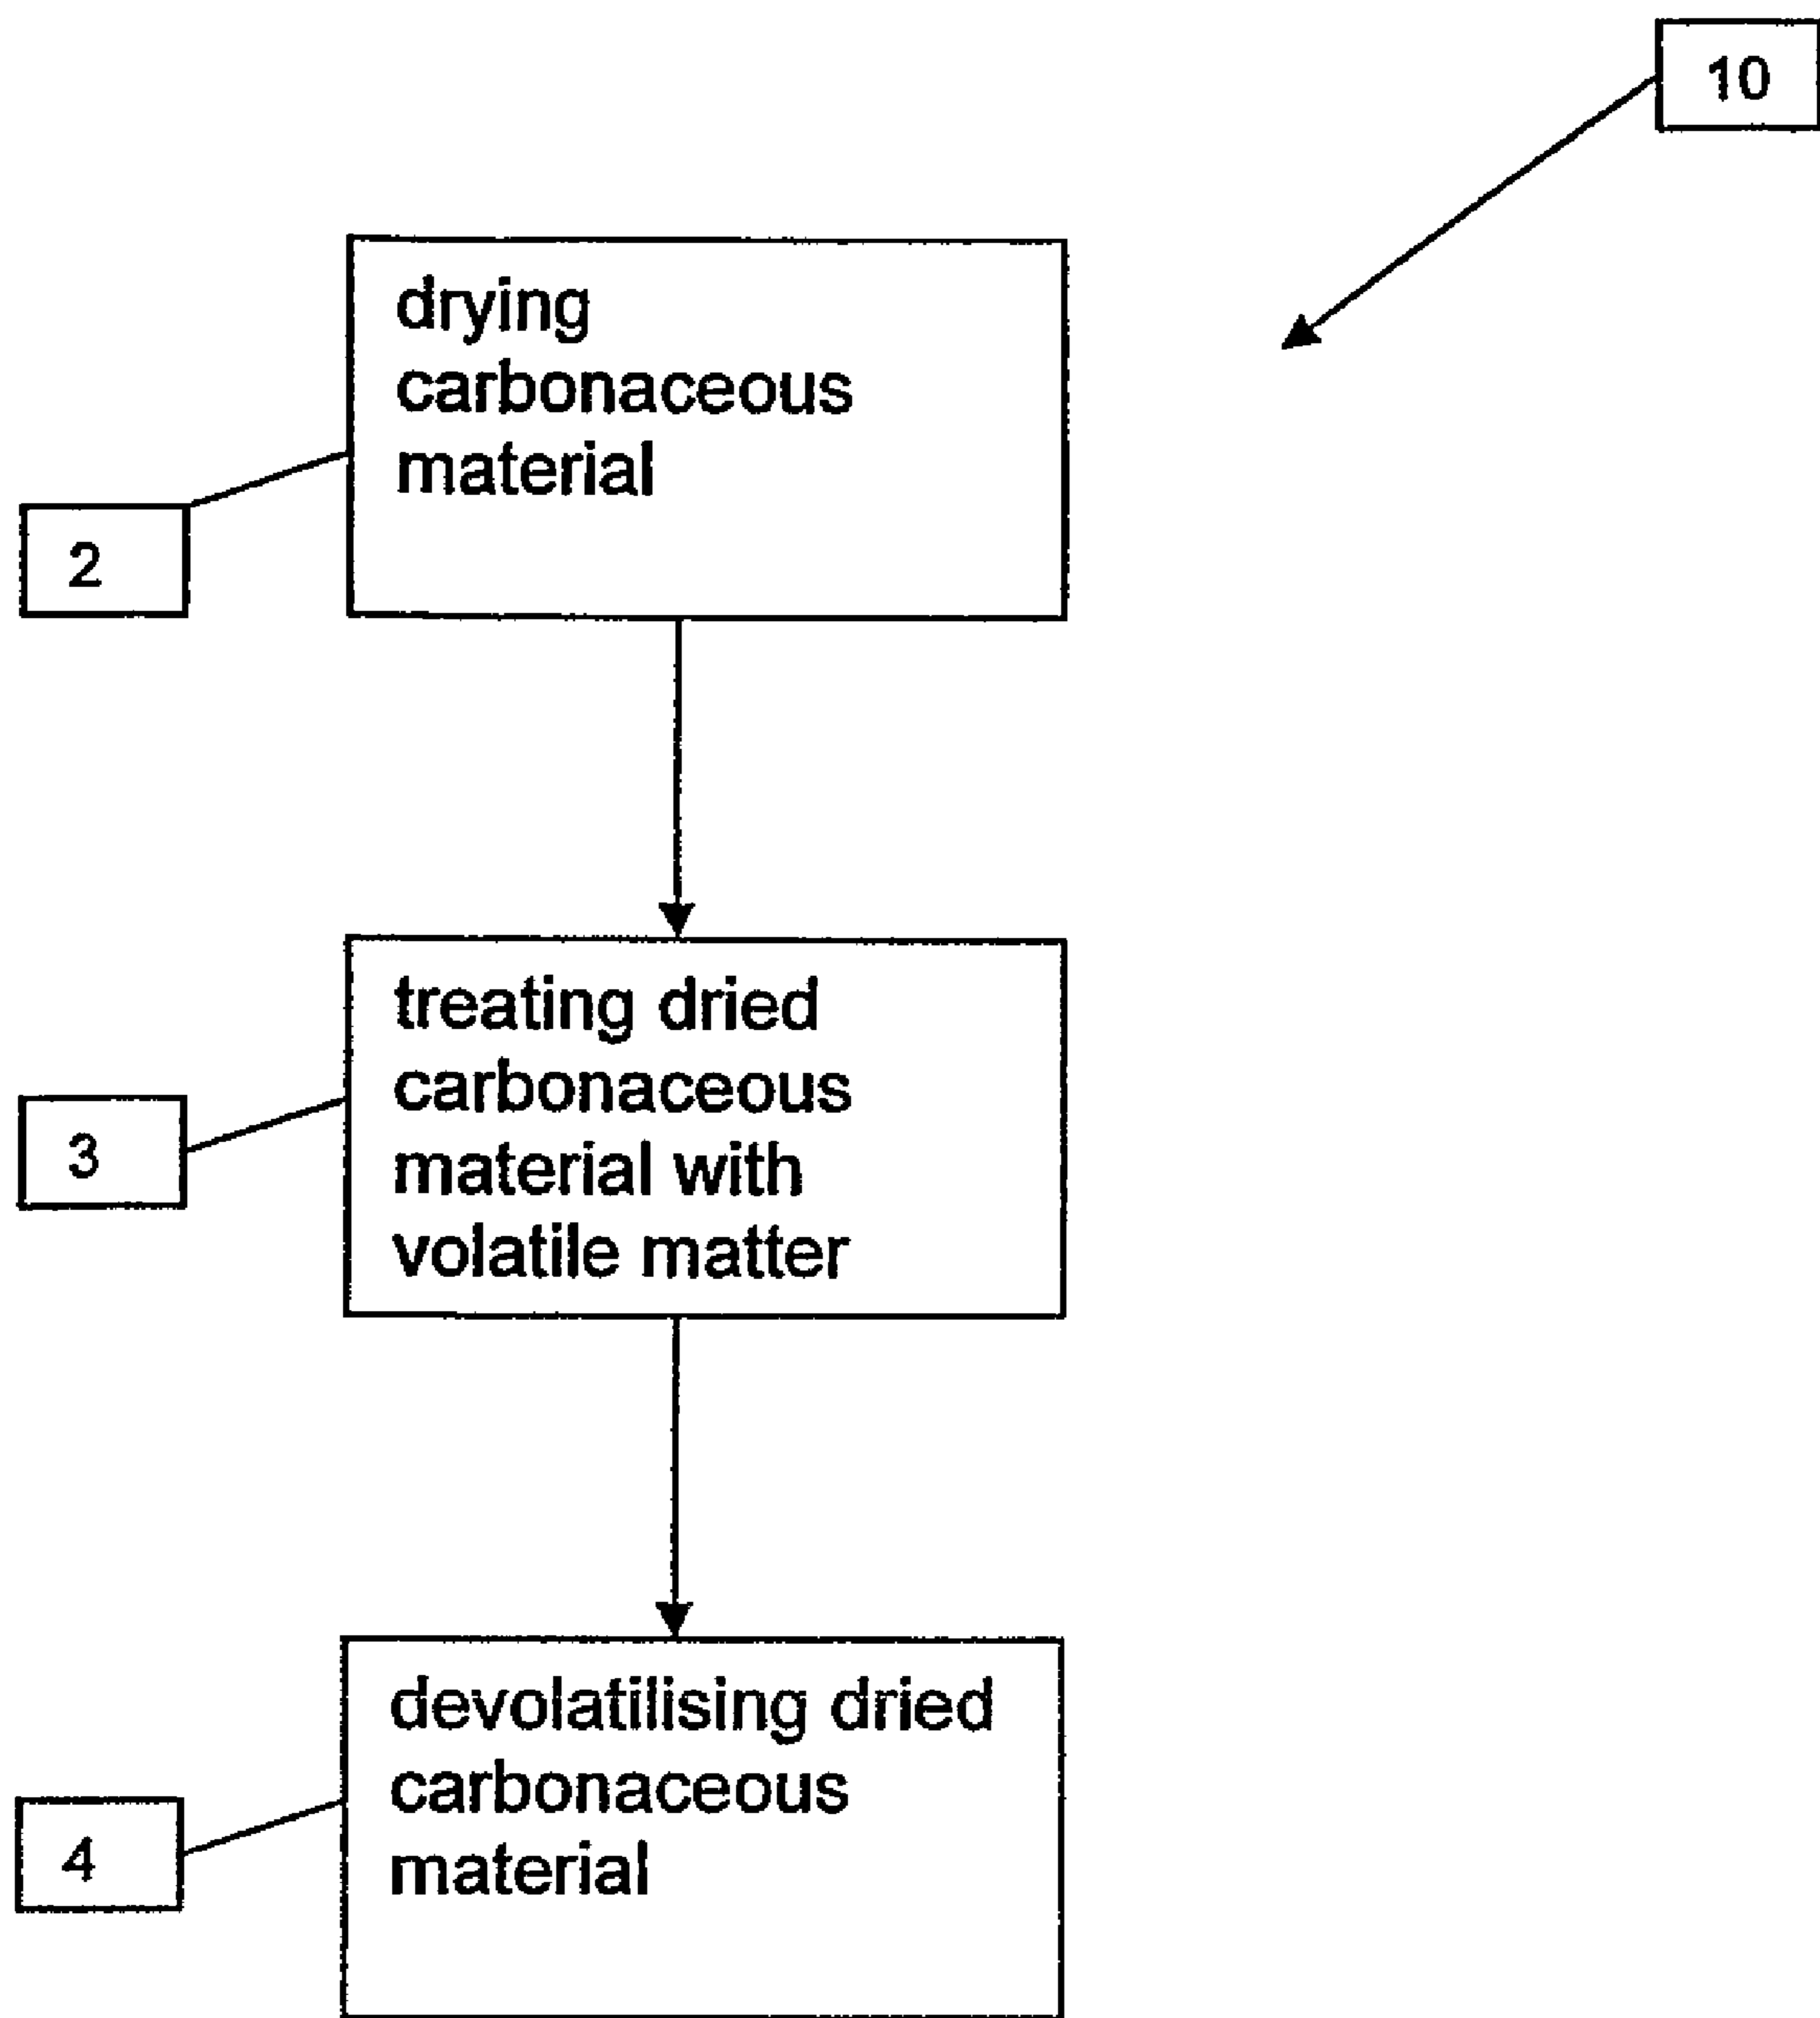 10
drying
carbonaceous
material
2
treating dried
carbonaceous
material with
volatile matter
3
devolatilising dried
carbonaceous
material
4